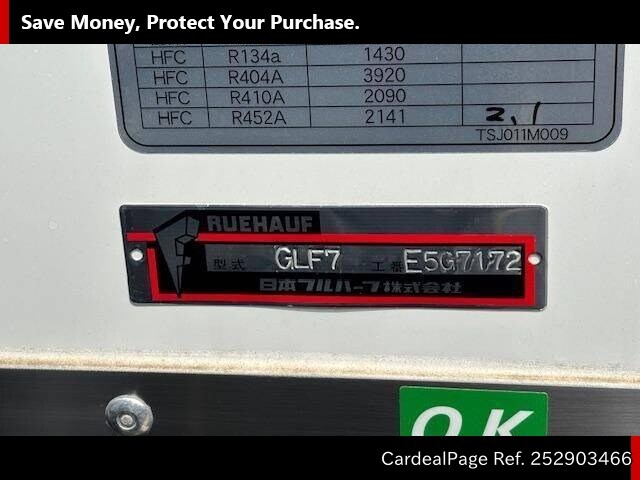 Save Money, Protect Your Purchase.
HFC R134a 1430
HFC R404A 3920
HFC R410A 2090
HFC R452A 2141 2,1
TSJ011M009
RUEHAUF
型式 GLF7 工番 E5G7172
日本フルハーフ株式会社
OK
CardealPage Ref. 252903466